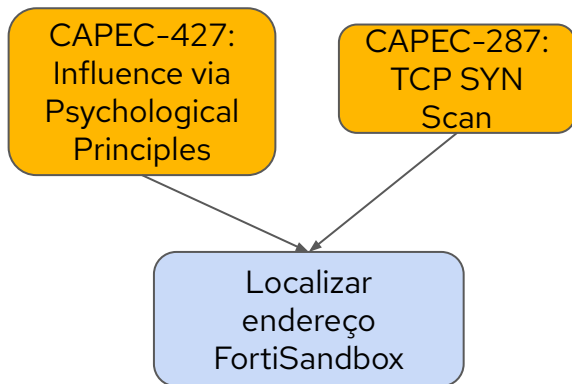 CAPEC-427:
Influence via
Psychological
Principles
CAPEC-287:
TCP SYN
Scan
Localizar
endereço
FortiSandbox